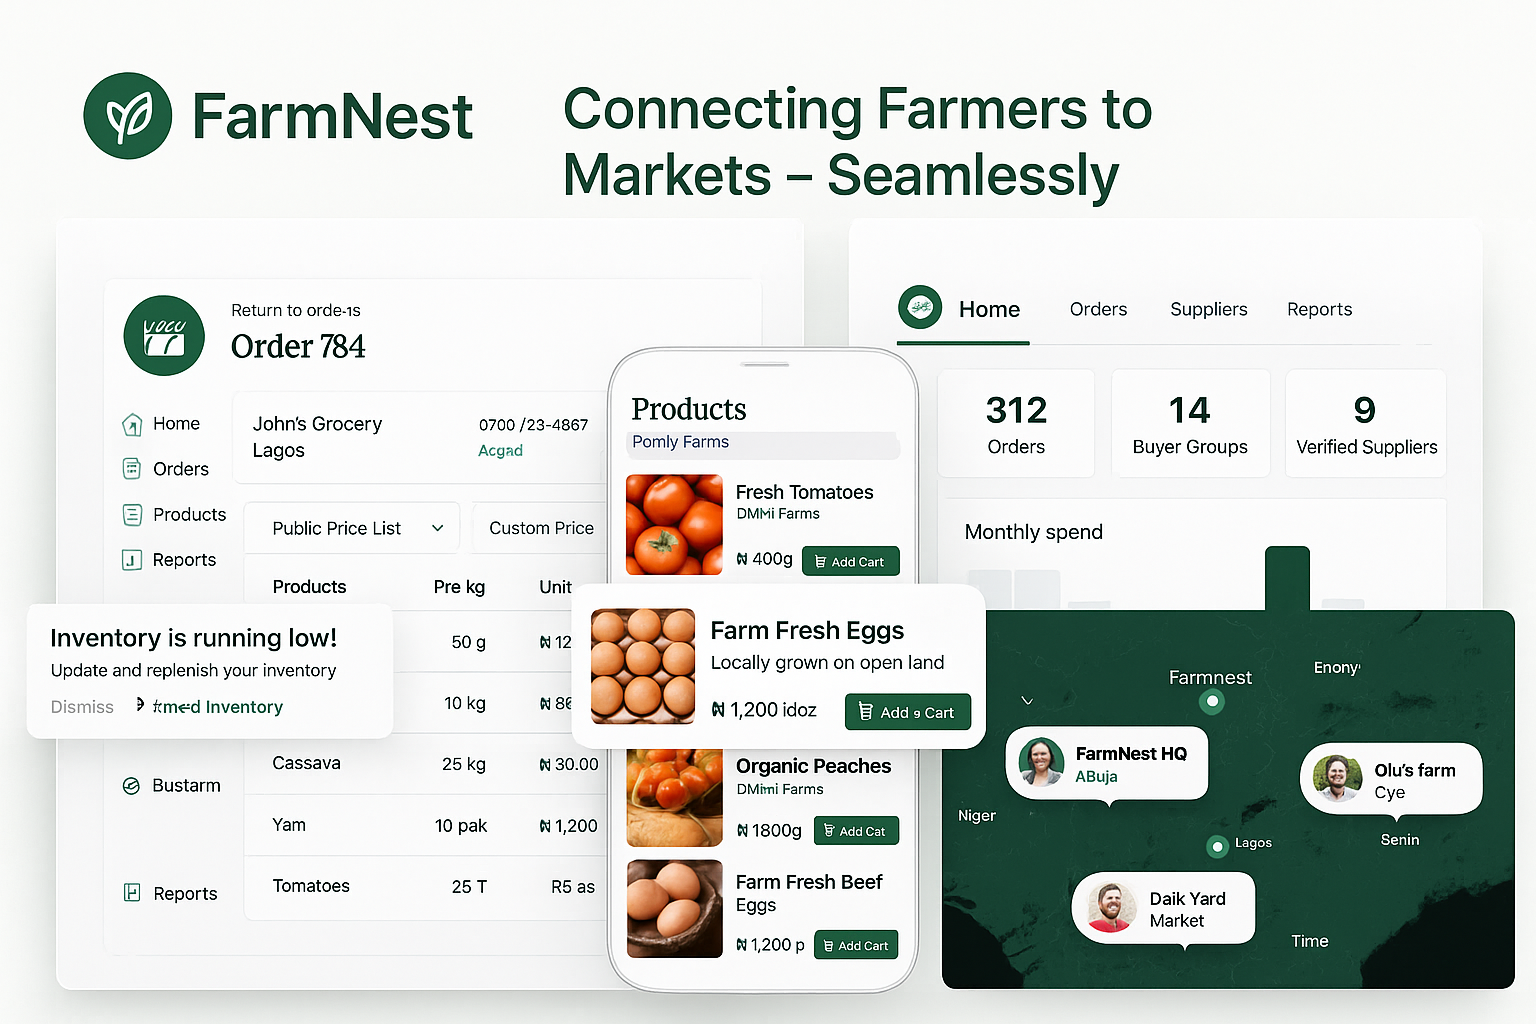 FarmNest
Connecting Farmers to
Markets – Seamlessly
Return to orde-1s
Order 784
Home
Orders
Products
Reports
Bustarm
Reports
John's Grocery
Lagos
0700 /23-4867
Acgad
Public Price List
Custom Price
Products Pre kg Unit
50 g ₦ 12
10 kg ₦ 86
Cassava 25 kg ₦ 30.00
Yam 10 pak ₦ 1,200
Tomatoes 25 T R5 as
Inventory is running low!
Update and replenish your inventory
Dismiss Inventory
Products
Pomly Farms
Fresh Tomatoes
DMMi Farms
₦ 400g Add Cart
Farm Fresh Eggs
Locally grown on open land
₦ 1,200 idoz Add 9 Cart
Organic Peaches
DMimi Farms
₦ 1800g Add Cat
Farm Fresh Beef
Eggs
₦ 1,200 p Add Cart
Home Orders Suppliers Reports
312
Orders
14
Buyer Groups
9
Verified Suppliers
Monthly spend
Farmnest
Enony
FarmNest HQ
ABuja
Olu's farm
Cye
Niger
Senin
Lagos
Daik Yard
Market
Time